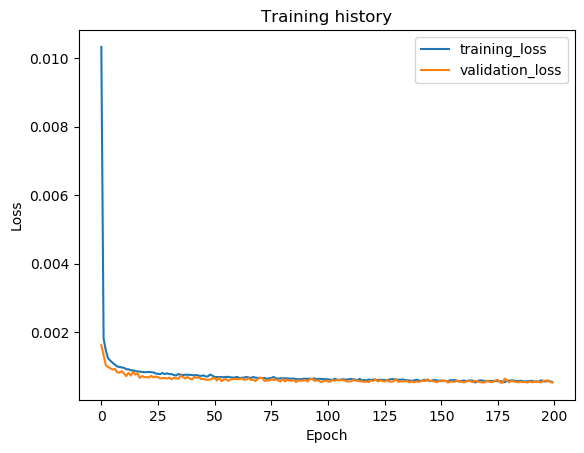 Training history
training_loss
validation_loss
0.010
0.008
0.006
0.004
0.002
Loss
0 25 50 75 100 125 150 175 200
Epoch